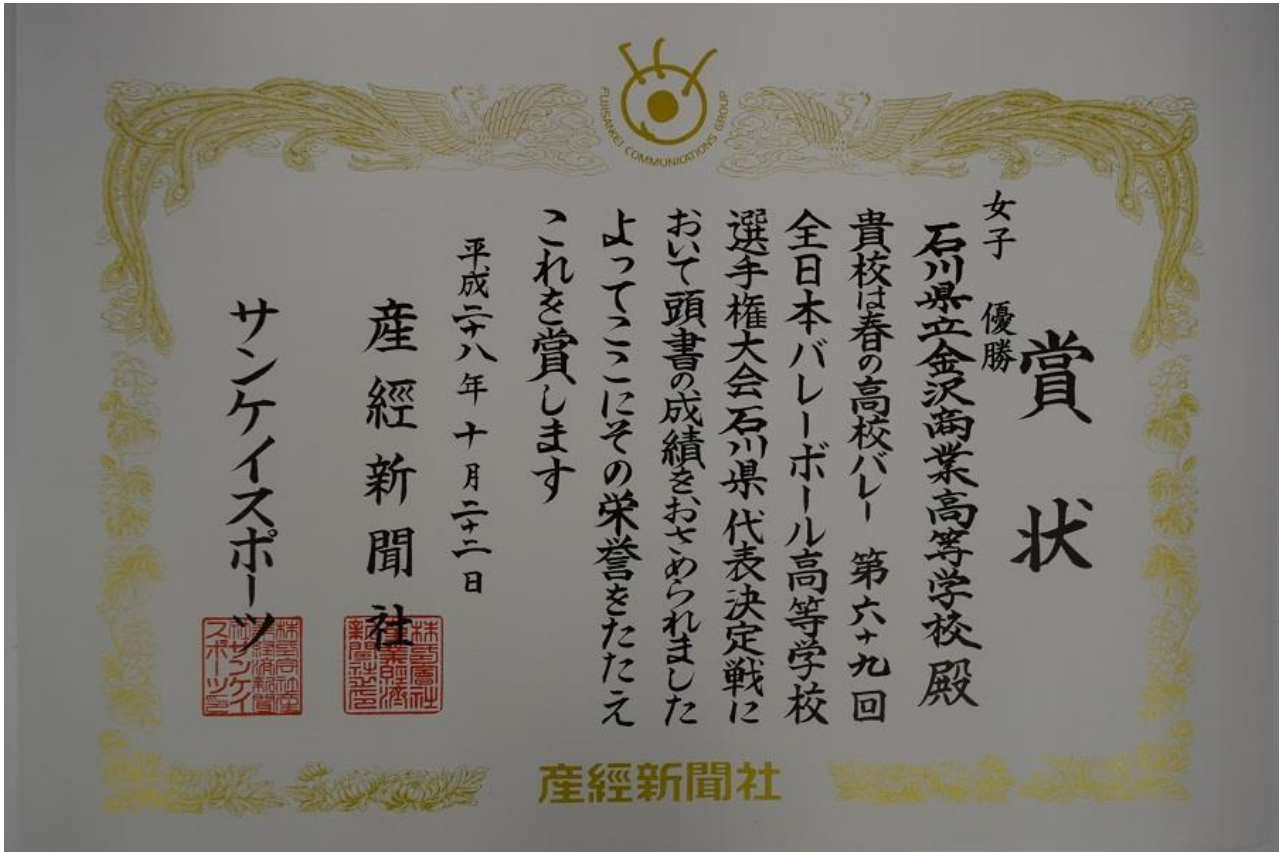 FUJISANKEI COMMUNICATIONS GROUP
賞状
女子 優勝
石川県立金沢商業高等学校殿
貴校は春の高校バレー 第六十九回
全日本バレーボール高等学校
選手権大会石川県代表決定戦に
おいて頭書の成績をおさめられました
よってここにその栄誉をたたえ
これを賞します
平成二十八年十月二十二日
産經新聞社
サンケイスポーツ
産經新聞社